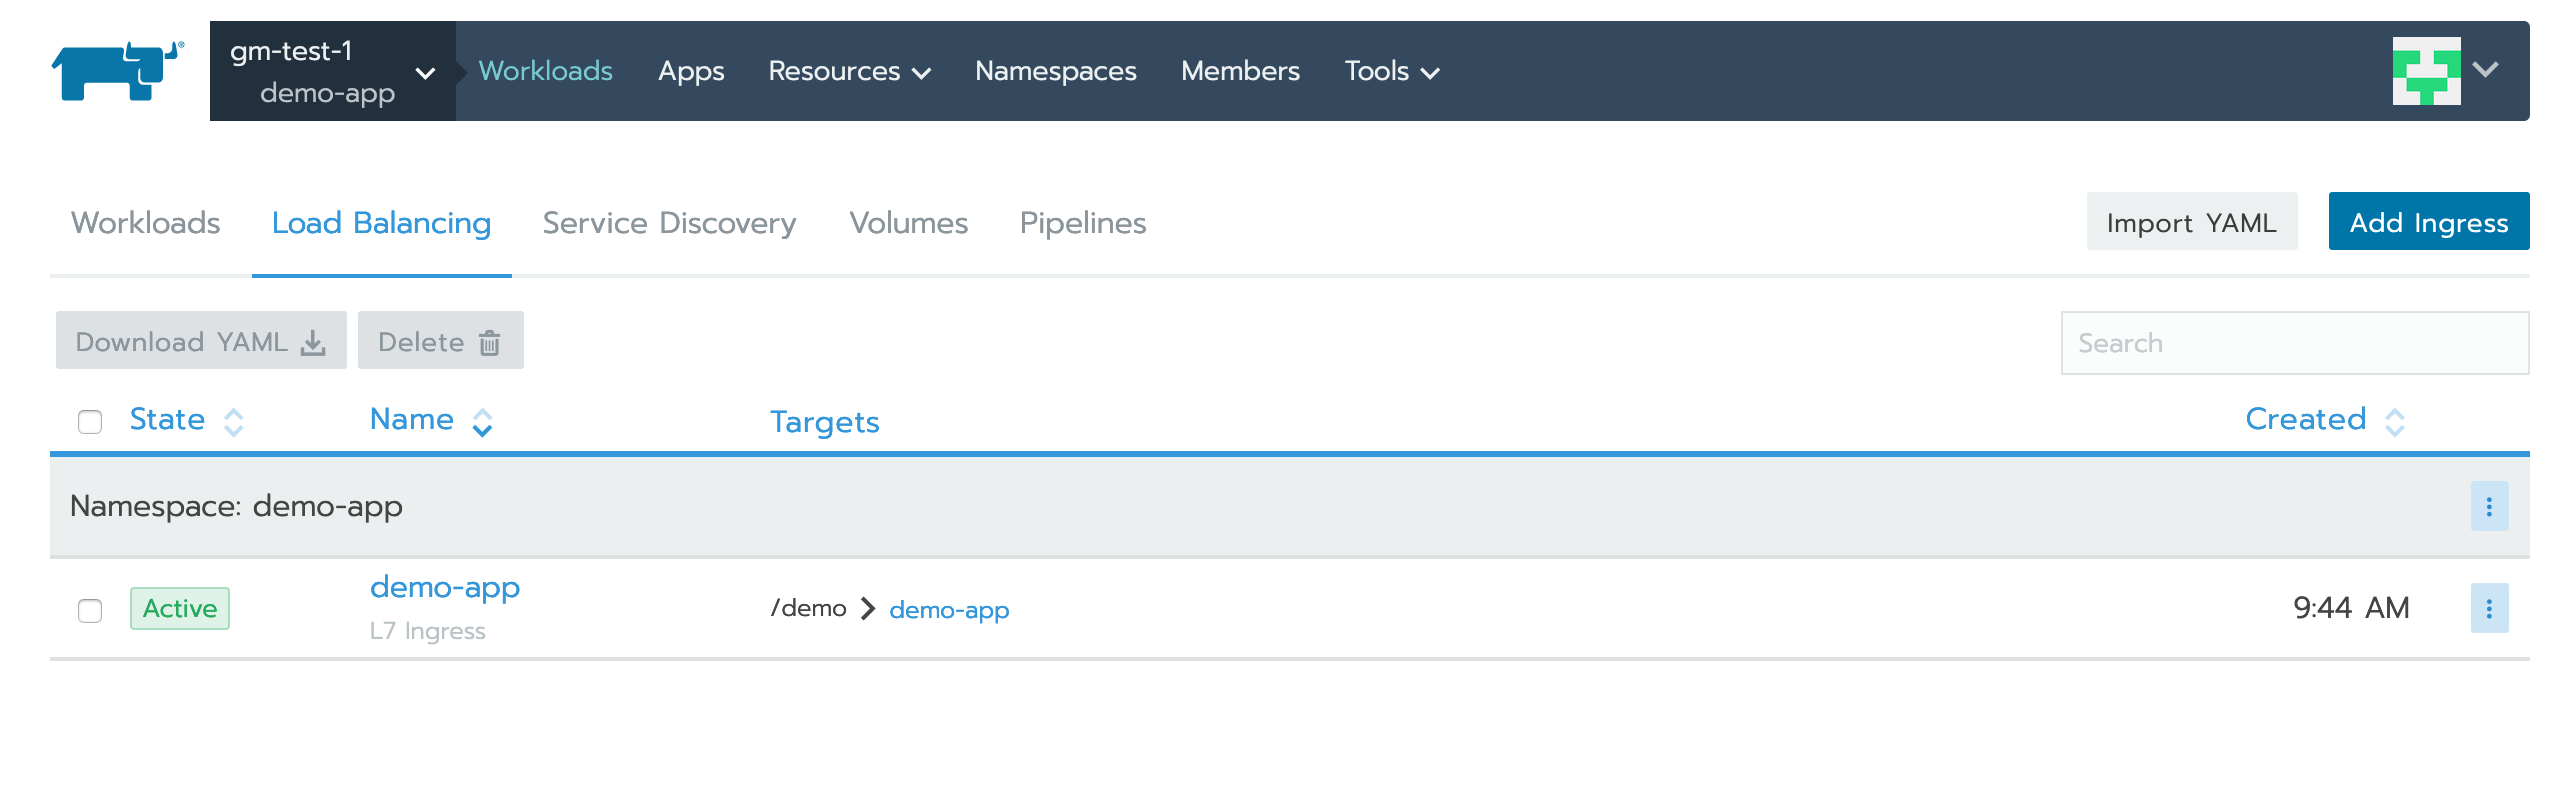 gm-test-1
demo-app
Workloads Apps Resources Namespaces Members Tools
Workloads Load Balancing Service Discovery Volumes Pipelines Import YAML Add Ingress
Download YAML Delete Search
State Name Targets Created
Namespace: demo-app
Active demo-app /demo demo-app 9:44 AM
L7 Ingress